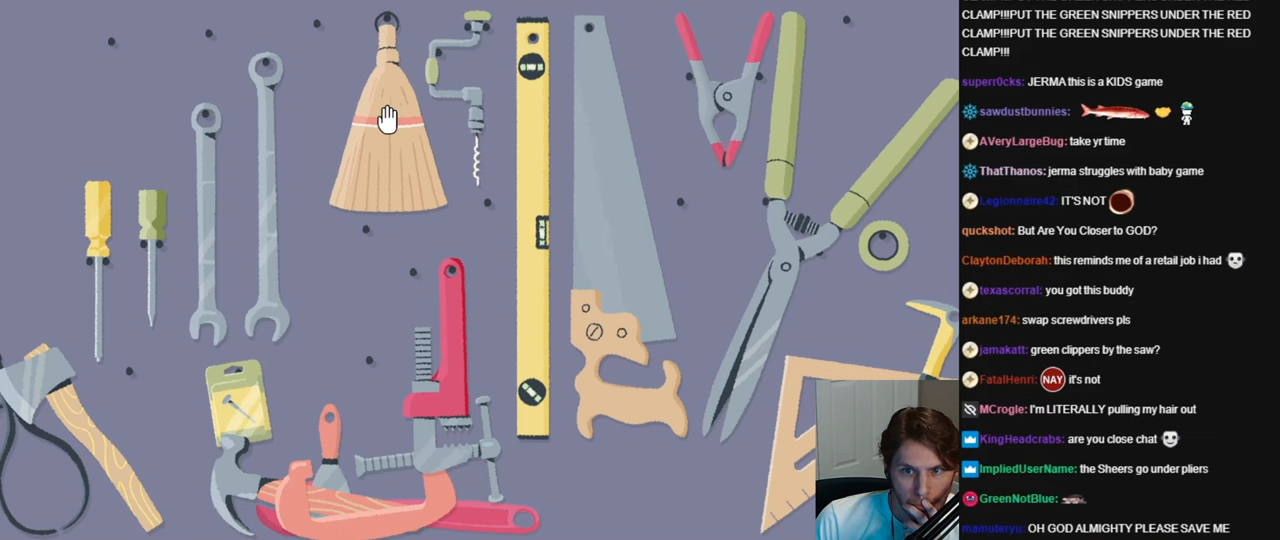 CLAMP!!!PUT THE GREEN SNIPPERS UNDER THE RED
CLAMP!!!PUT THE GREEN SNIPPERS UNDER THE RED
CLAMP!!!
superr0cks: JERMA this is a KIDS game
sawdustbunnies:
AVeryLargeBug: take yr time
ThatThanos: jerma struggles with baby game
Legionnaire42: IT'S NOT
quckshot: But Are You Closer to GOD?
ClaytonDeborah: this reminds me of a retail job i had
texascorral: you got this buddy
arkane174: swap screwdrivers pls
jamakatt: green clippers by the saw?
FatalHenri: NAY it's not
MCrogle: I'm LITERALLY pulling my hair out
KingHeadcrabs: are you close chat
ImpliedUserName: the Sheers go under pliers
GreenNotBlue:
mamuteryu: OH GOD ALMIGHTY PLEASE SAVE ME